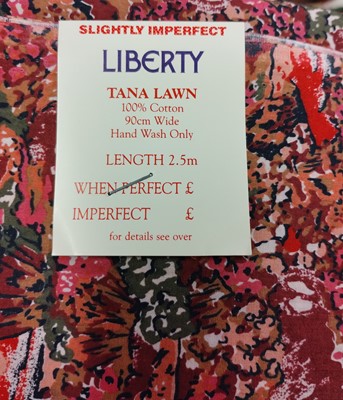 SLIGHTLY IMPERFECT
LIBERTY
TANA LAWN
100% Cotton
90cm Wide
Hand Wash Only
LENGTH 2.5m
WHEN PERFECT £
IMPERFECT £
for details see over